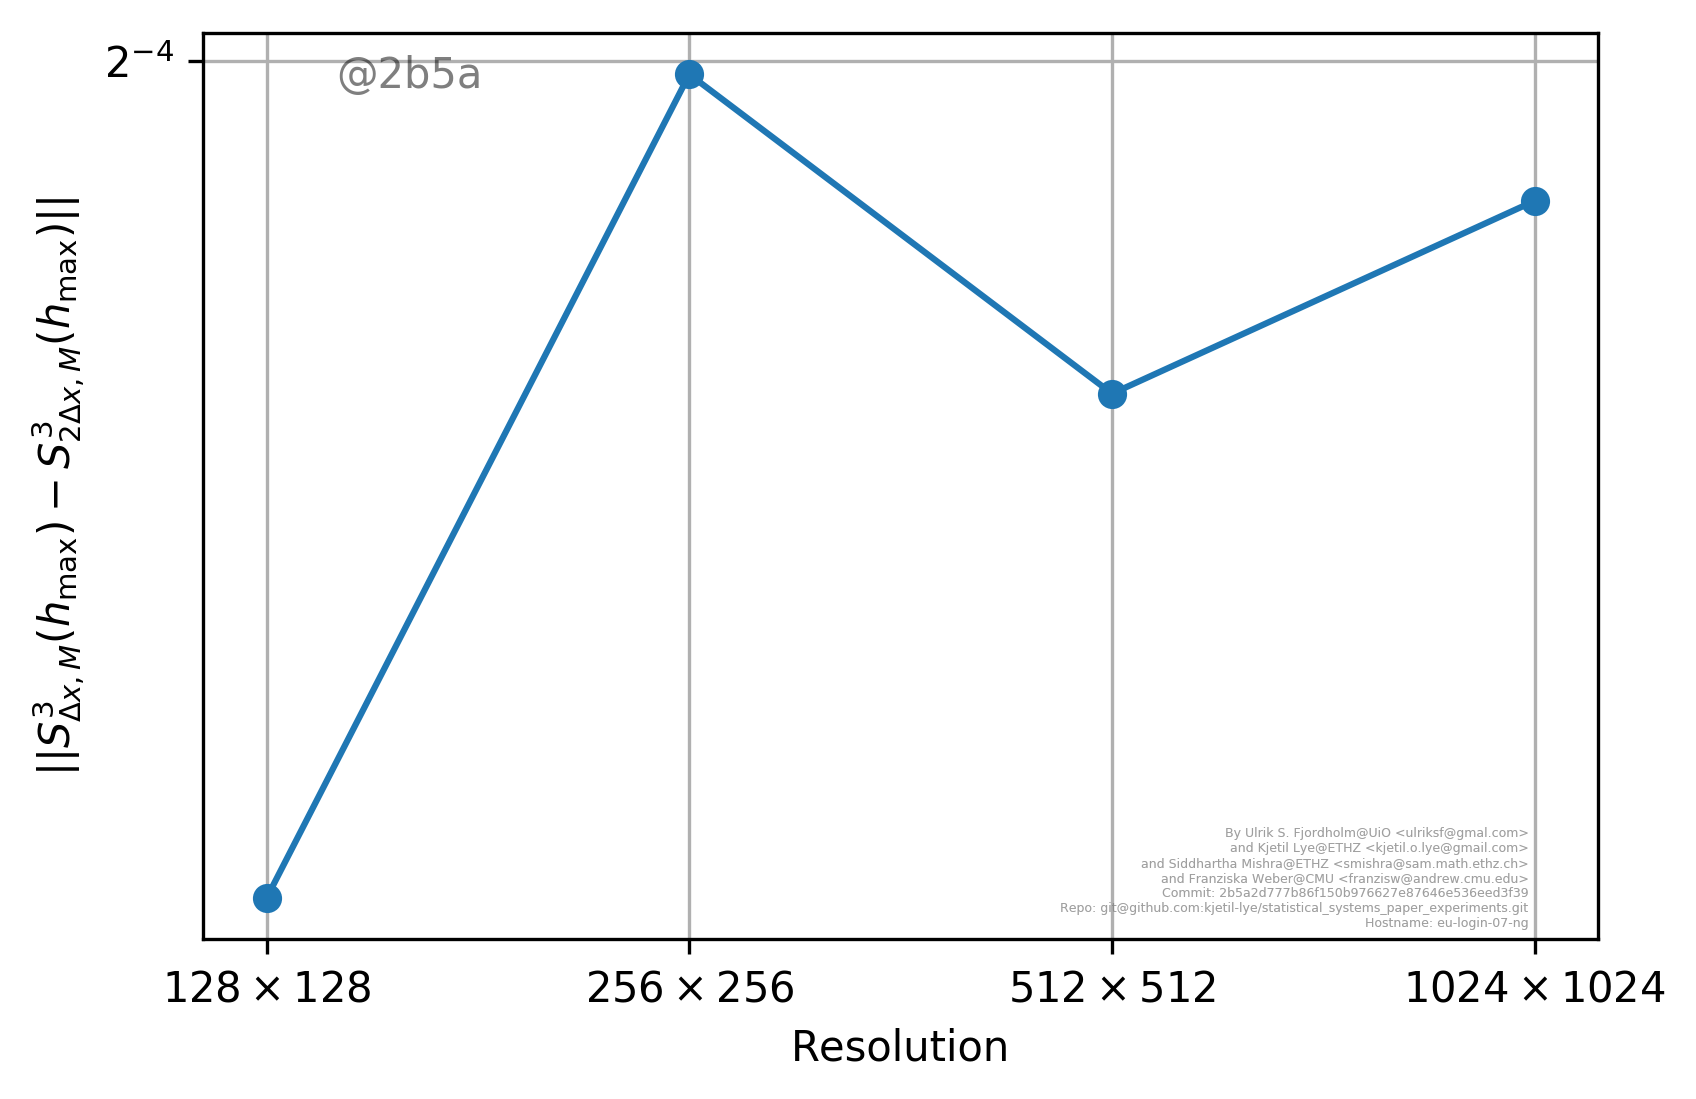 2⁻⁴
@2b5a
||S³_{Δx, M}(h_max) − S³_{2Δx, M}(h_max)||
By Ulrik S. Fjordholm@UiO <ulriksf@gmal.com>
and Kjetil Lye@ETHZ <kjetil.o.lye@gmail.com>
and Siddhartha Mishra@ETHZ <smishra@sam.math.ethz.ch>
and Franziska Weber@CMU <franzisw@andrew.cmu.edu>
Commit: 2b5a2d777b86f150b976627e87646e536eed3f39
Repo: git@github.com:kjetil-lye/statistical_systems_paper_experiments.git
Hostname: eu-login-07-ng
128 × 128 256 × 256 512 × 512 1024 × 1024
Resolution